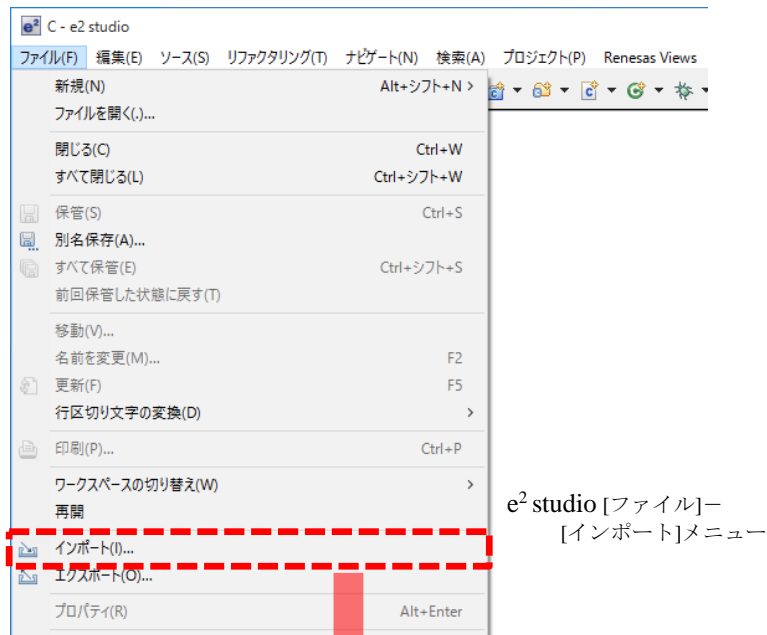 e² C - e2 studio
ファイル(F) 編集(E) ソース(S) リファクタリング(T) ナビゲート(N) 検索(A) プロジェクト(P) Renesas Views
新規(N) Alt+シフト+N >
ファイルを開く(.)...
閉じる(C) Ctrl+W
すべて閉じる(L) Ctrl+シフト+W
保管(S) Ctrl+S
別名保存(A)...
すべて保管(E) Ctrl+シフト+S
前回保管した状態に戻す(T)
移動(V)...
名前を変更(M)... F2
更新(F) F5
行区切り文字の変換(D) >
印刷(P)... Ctrl+P
ワークスペースの切り替え(W) >
再開
インポート(I)...
エクスポート(O)...
プロパティ(R) Alt+Enter
e² studio [ファイル]－
[インポート]メニュー